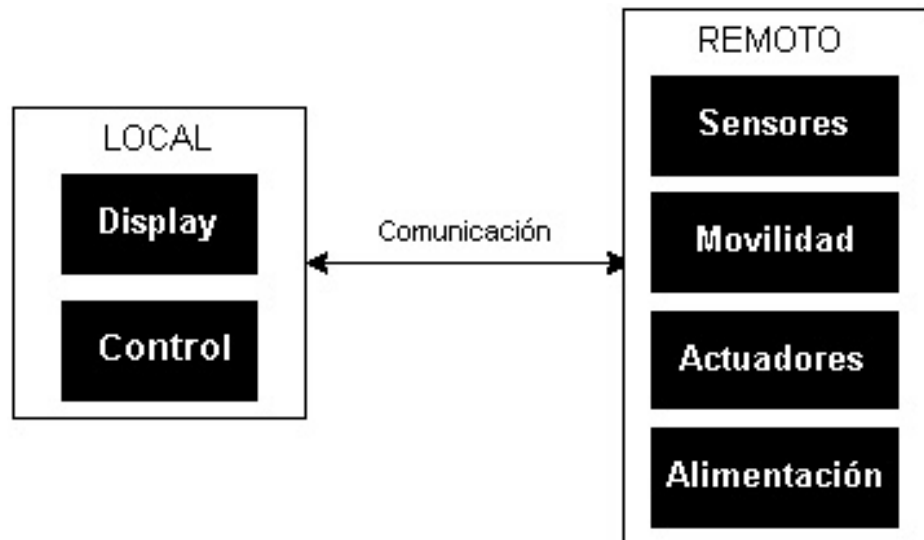 LOCAL
Display
Control
Comunicación
REMOTO
Sensores
Movilidad
Actuadores
Alimentación